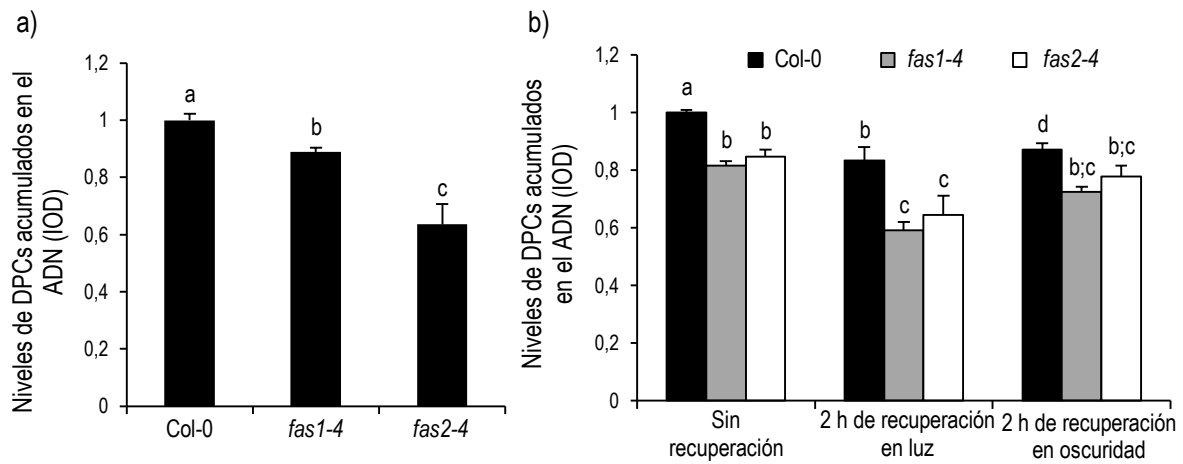 a)
Niveles de DPCs acumulados en el
ADN (IOD)
1,2
1
0,8
0,6
0,4
0,2
0
a
b
c
Col-0
fas1-4
fas2-4
b)
Niveles de DPCs acumulados
en el ADN (IOD)
1,2
1
0,8
0,6
0,4
0,2
0
Col-0
fas1-4
fas2-4
a
b
b
b
c
c
d
b;c
b;c
Sin
recuperación
2 h de recuperación
en luz
2 h de recuperación
en oscuridad